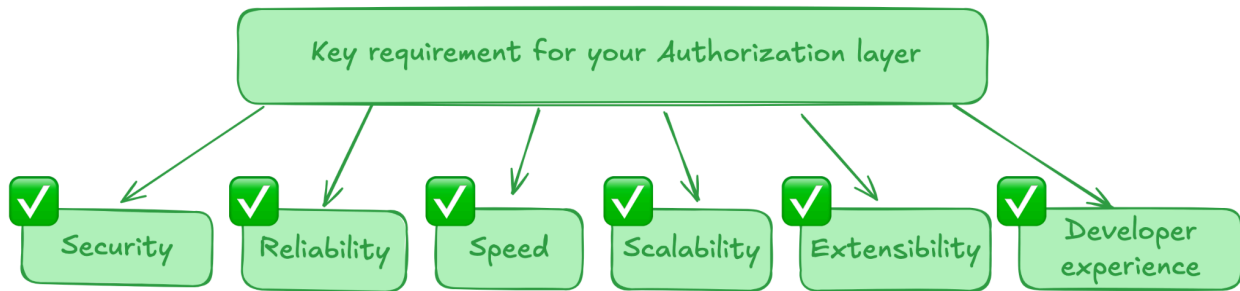 Key requirement for your Authorization layer
Security
Reliability
Speed
Scalability
Extensibility
Developer
experience